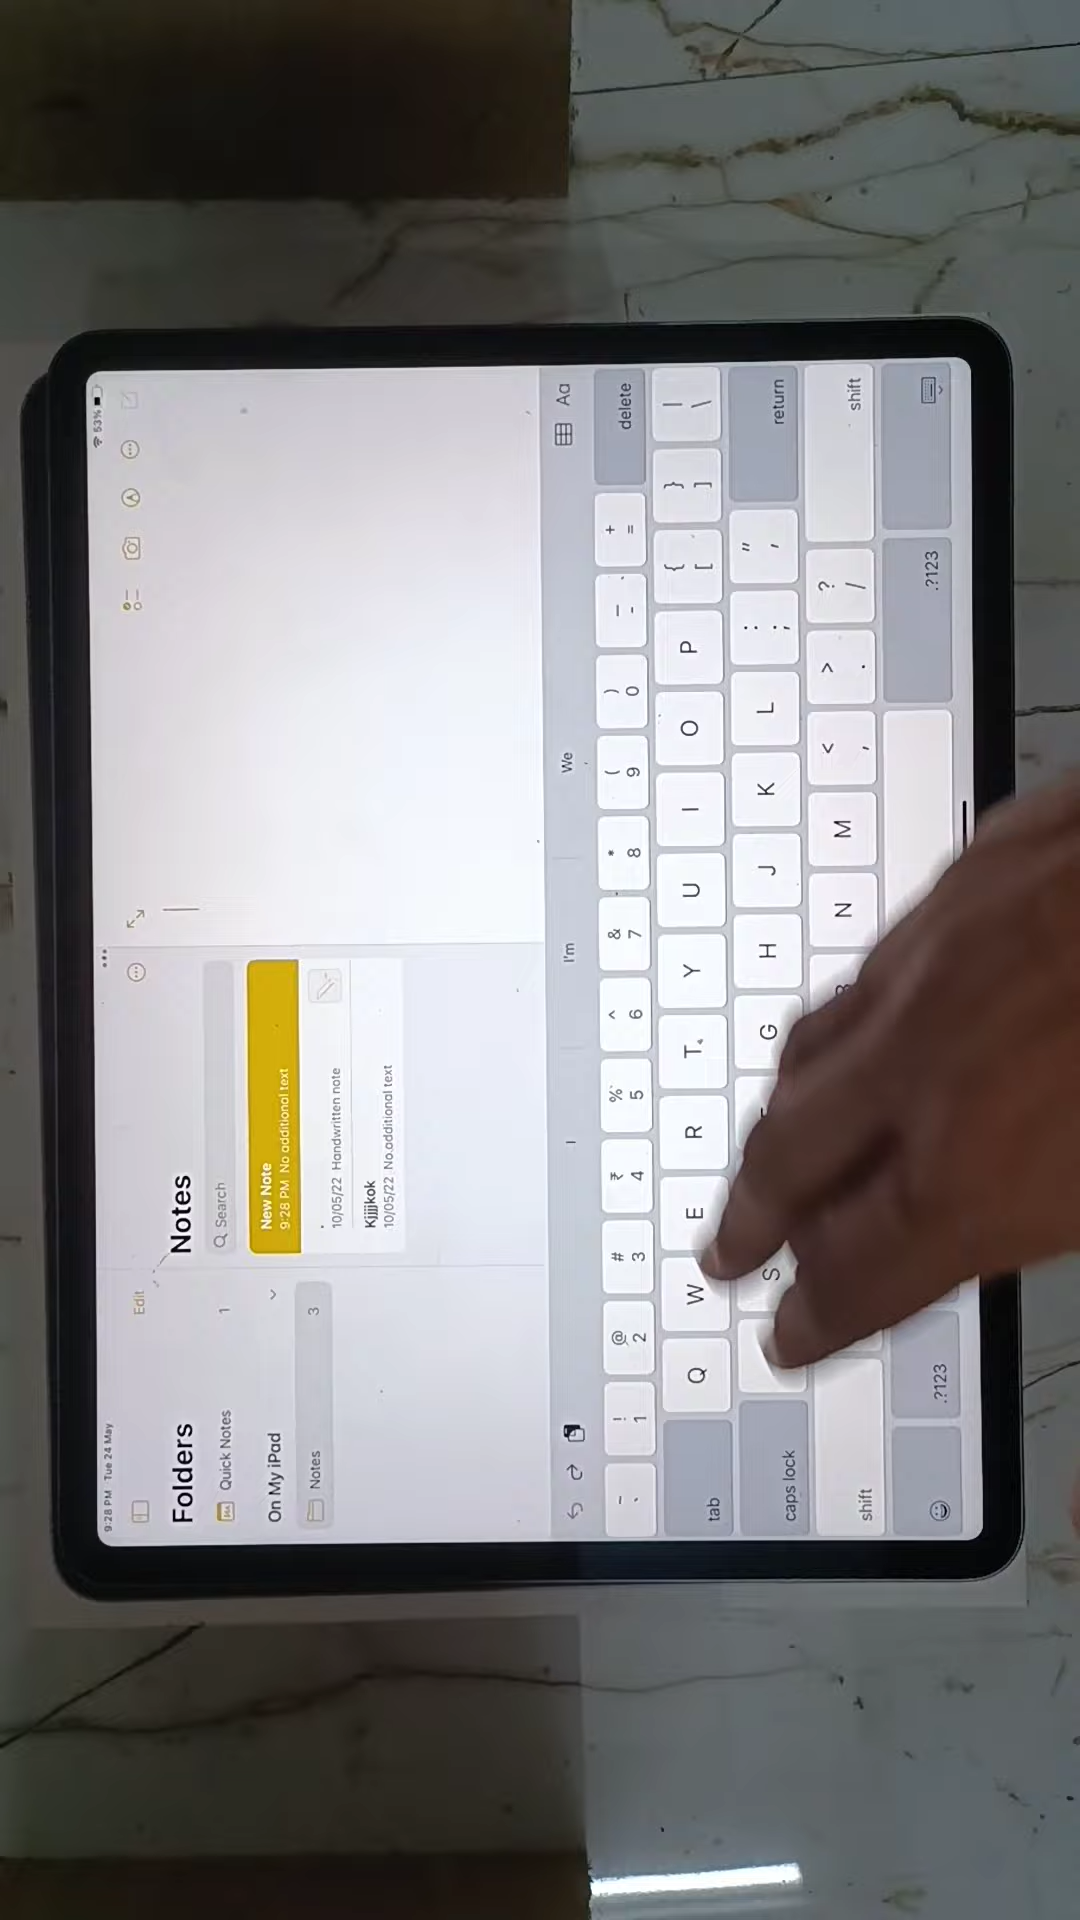 9:28 PM Tue 24 May
53%
Edit
Folders
Quick Notes 1
On My iPad
Notes 3
Notes
Search
New Note
9:28 PM No additional text
10/05/22 Handwritten note
Kjjjjkok
10/05/22 No additional text
I I'm We
Aa
~ ` ! 1 @ 2 # 3 ₹ 4 % 5 ^ 6 & 7 * 8 ( 9 ) 0 _ - + = delete
tab Q W E R T Y U I O P { [ } ] | \
caps lock S G H J K L : ; " ' return
shift N M < , > . ? / shift
.?123 .?123